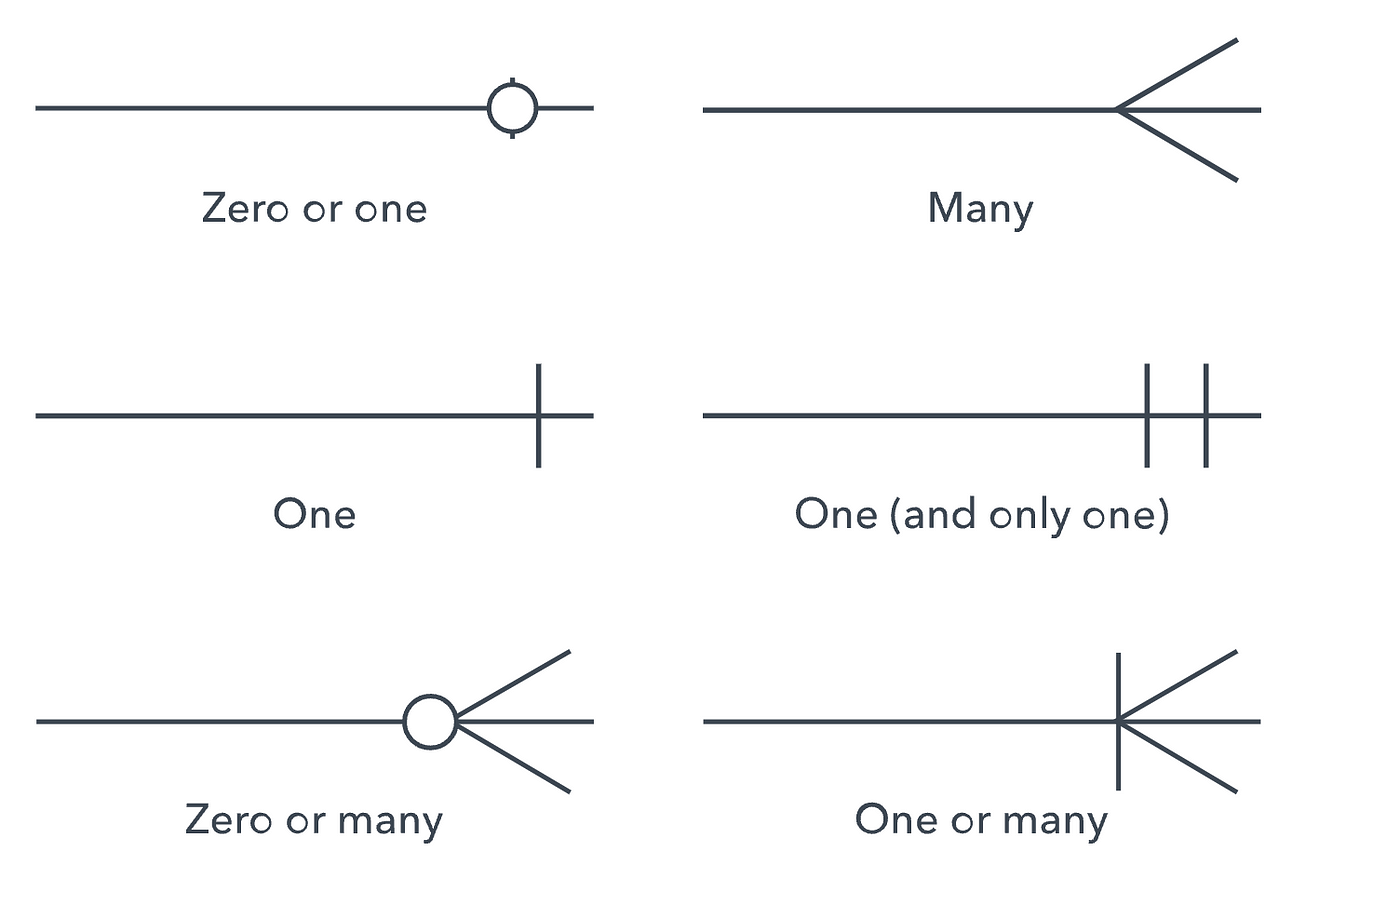 Zero or one
Many
One
One (and only one)
Zero or many
One or many